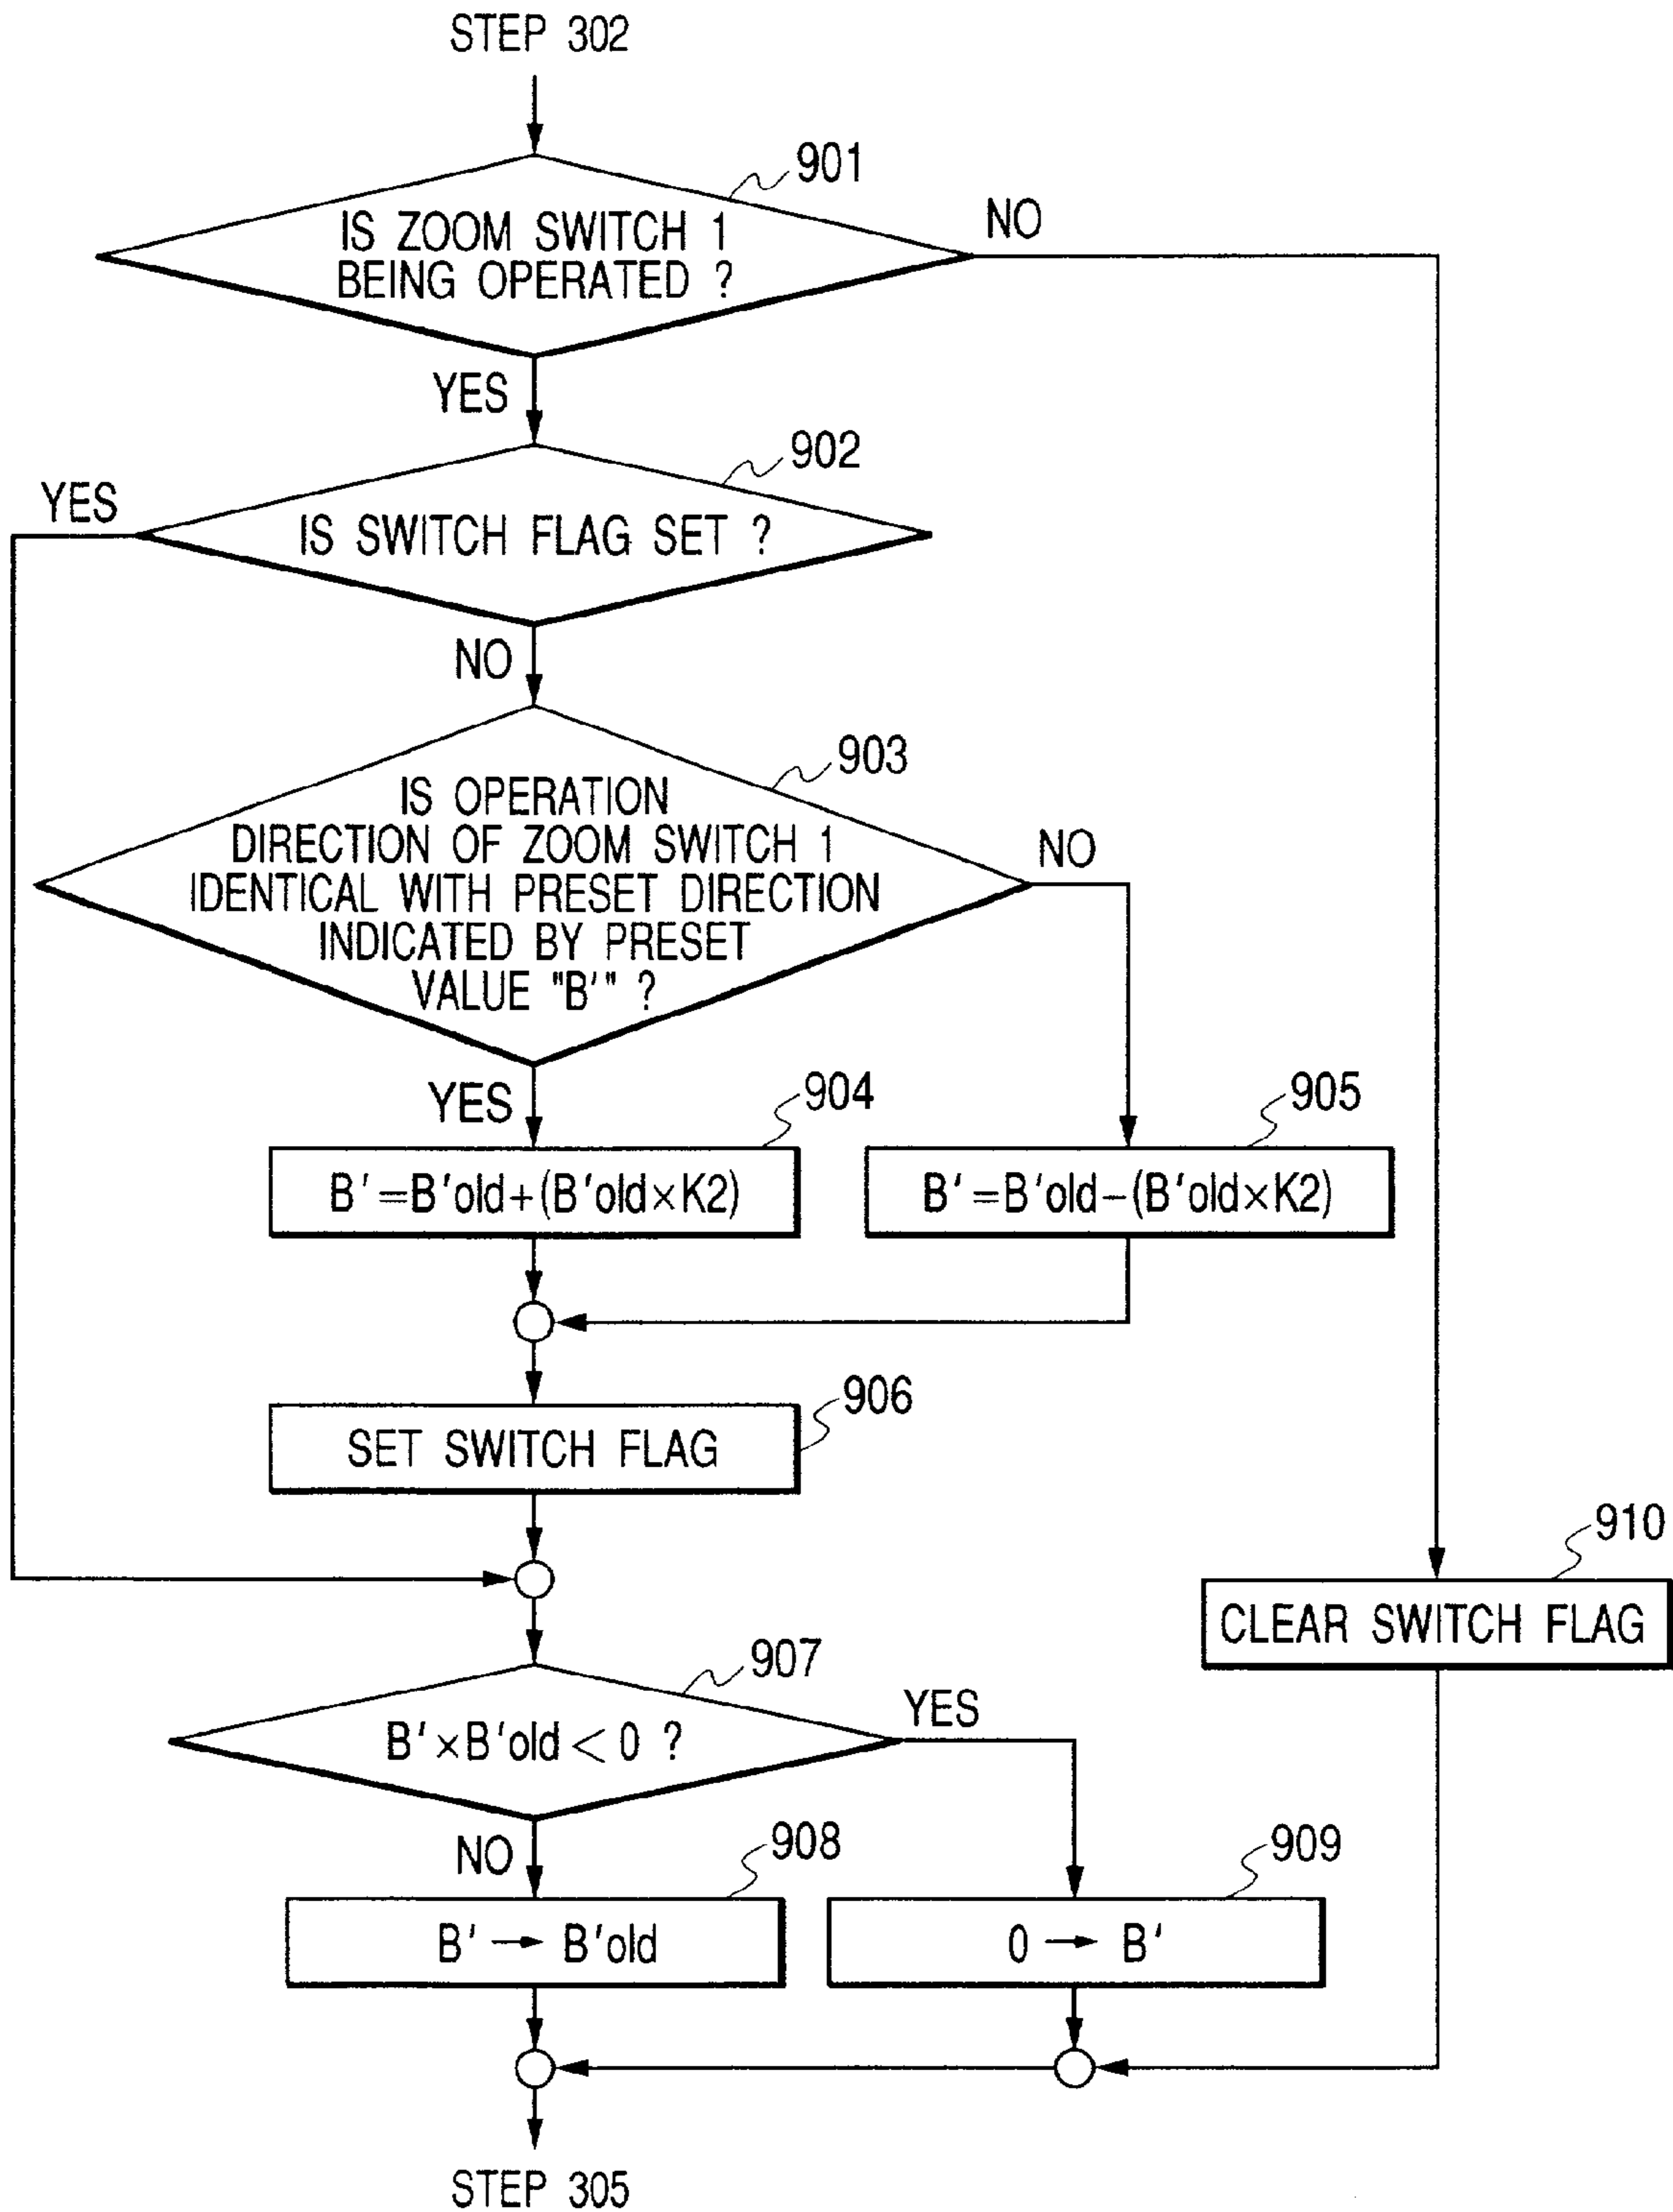 STEP 302
901
IS ZOOM SWITCH 1
BEING OPERATED ?
NO
YES
902
YES
IS SWITCH FLAG SET ?
NO
903
IS OPERATION
DIRECTION OF ZOOM SWITCH 1
IDENTICAL WITH PRESET DIRECTION
INDICATED BY PRESET
VALUE "B'" ?
NO
YES
904
905
B'=B'old+(B'old×K2)
B'=B'old−(B'old×K2)
906
SET SWITCH FLAG
910
CLEAR SWITCH FLAG
907
B'×B'old<0 ?
YES
NO
908
909
B' → B'old
0 → B'
STEP 305